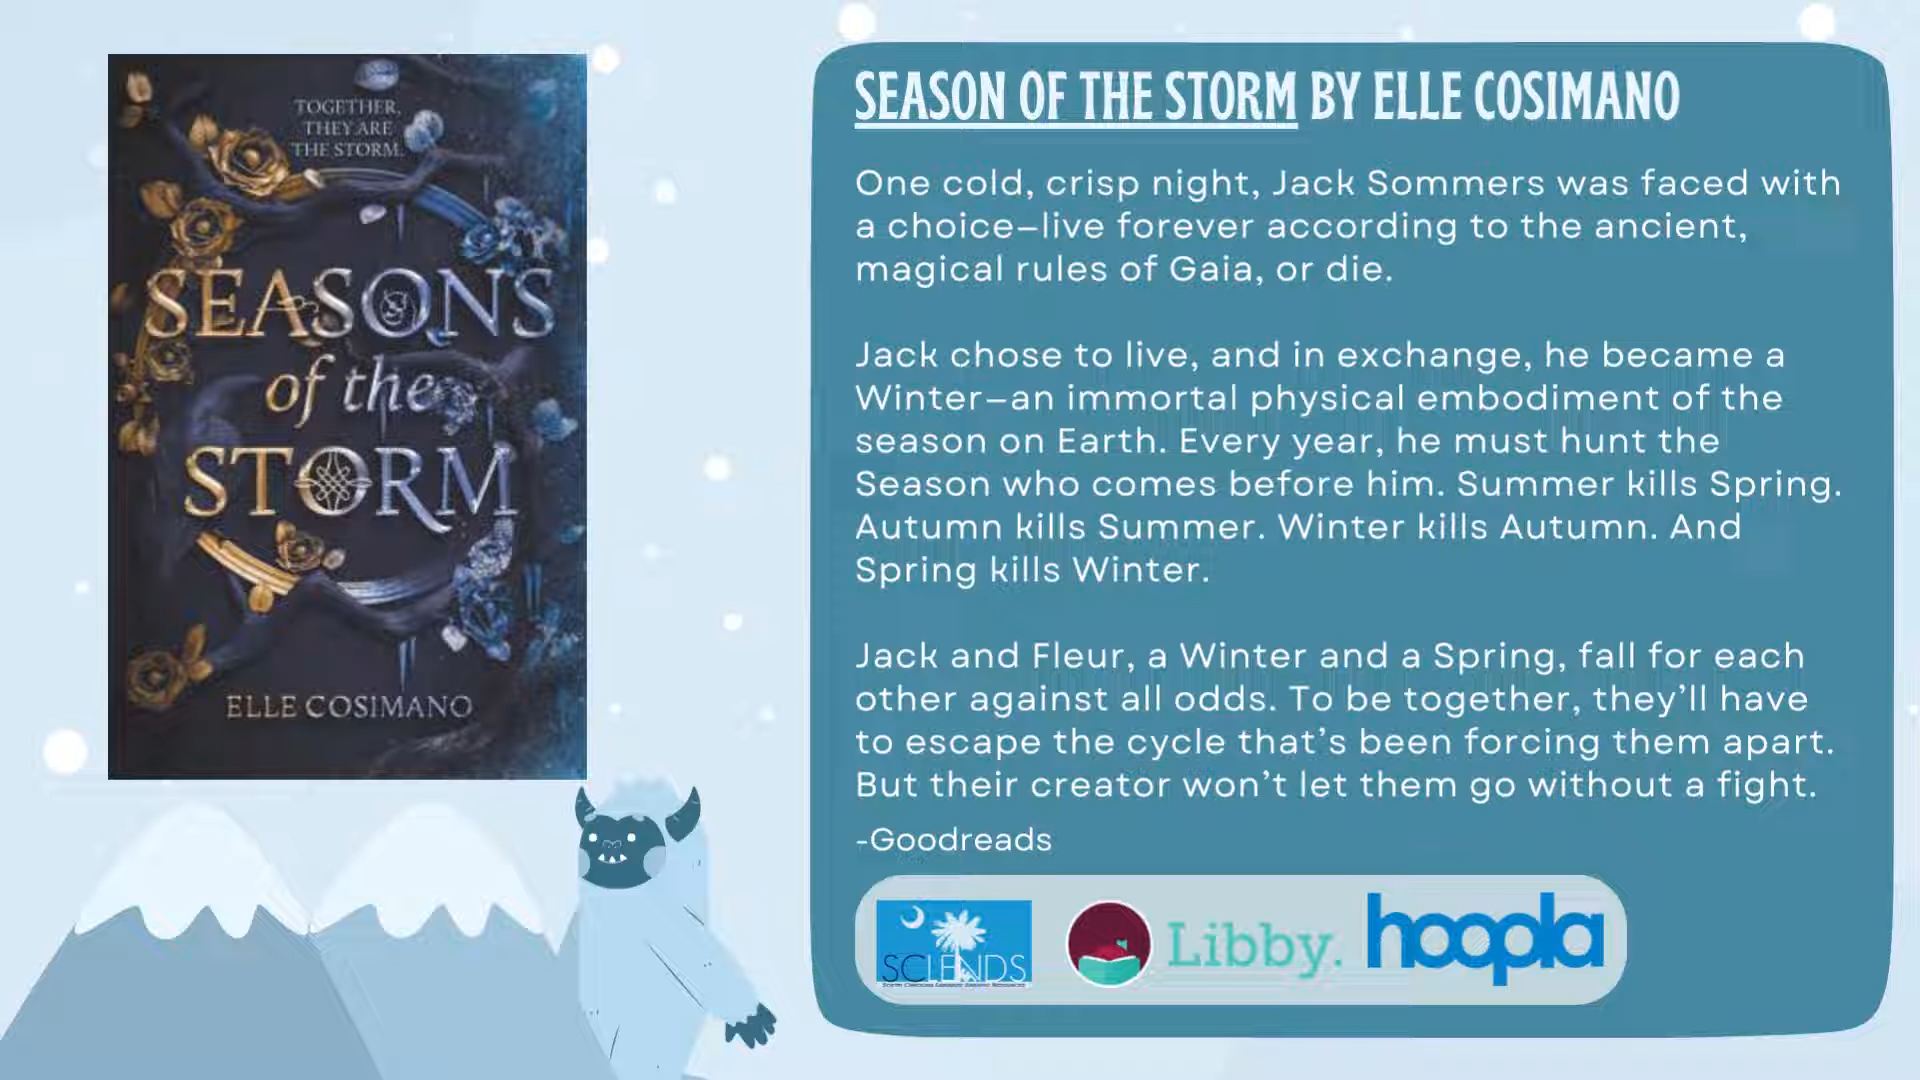 TOGETHER,
THEY ARE
THE STORM.
SEASONS
of the
STORM
ELLE COSIMANO
SEASON OF THE STORM BY ELLE COSIMANO
One cold, crisp night, Jack Sommers was faced with
a choice—live forever according to the ancient,
magical rules of Gaia, or die.
Jack chose to live, and in exchange, he became a
Winter—an immortal physical embodiment of the
season on Earth. Every year, he must hunt the
Season who comes before him. Summer kills Spring.
Autumn kills Summer. Winter kills Autumn. And
Spring kills Winter.
Jack and Fleur, a Winter and a Spring, fall for each
other against all odds. To be together, they’ll have
to escape the cycle that’s been forcing them apart.
But their creator won’t let them go without a fight.
-Goodreads
SCLENDS
Libby.
hoopla